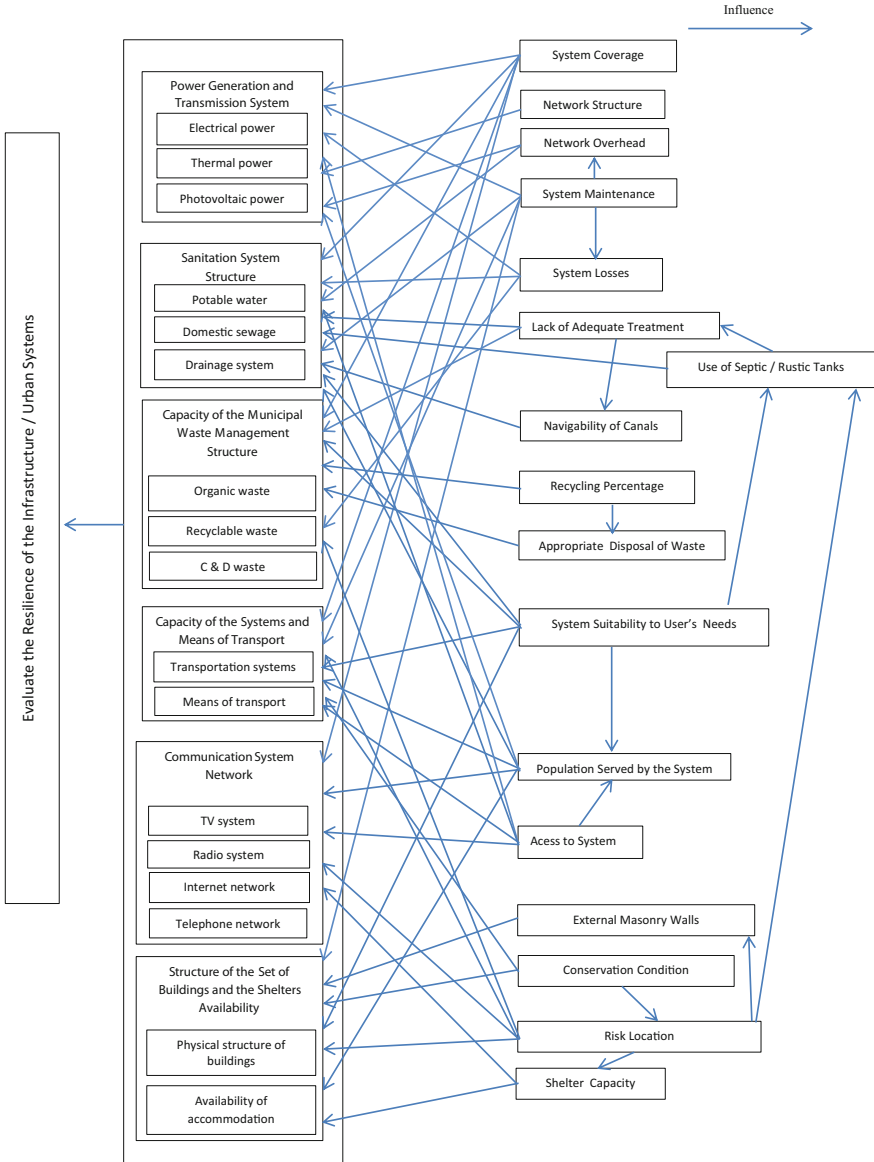 Influence
Evaluate the Resilience of the Infrastructure / Urban Systems
Power Generation and
Transmission System
Electrical power
Thermal power
Photovoltaic power
Sanitation System
Structure
Potable water
Domestic sewage
Drainage system
Capacity of the Municipal
Waste Management
Structure
Organic waste
Recyclable waste
C & D waste
Capacity of the Systems and
Means of Transport
Transportation systems
Means of transport
Communication System
Network
TV system
Radio system
Internet network
Telephone network
Structure of the Set of
Buildings and the Shelters
Availability
Physical structure of
buildings
Availability of
accommodation
System Coverage
Network Structure
Network Overhead
System Maintenance
System Losses
Lack of Adequate Treatment
Use of Septic / Rustic Tanks
Navigability of Canals
Recycling Percentage
Appropriate Disposal of Waste
System Suitability to User's Needs
Population Served by the System
Acess to System
External Masonry Walls
Conservation Condition
Risk Location
Shelter Capacity